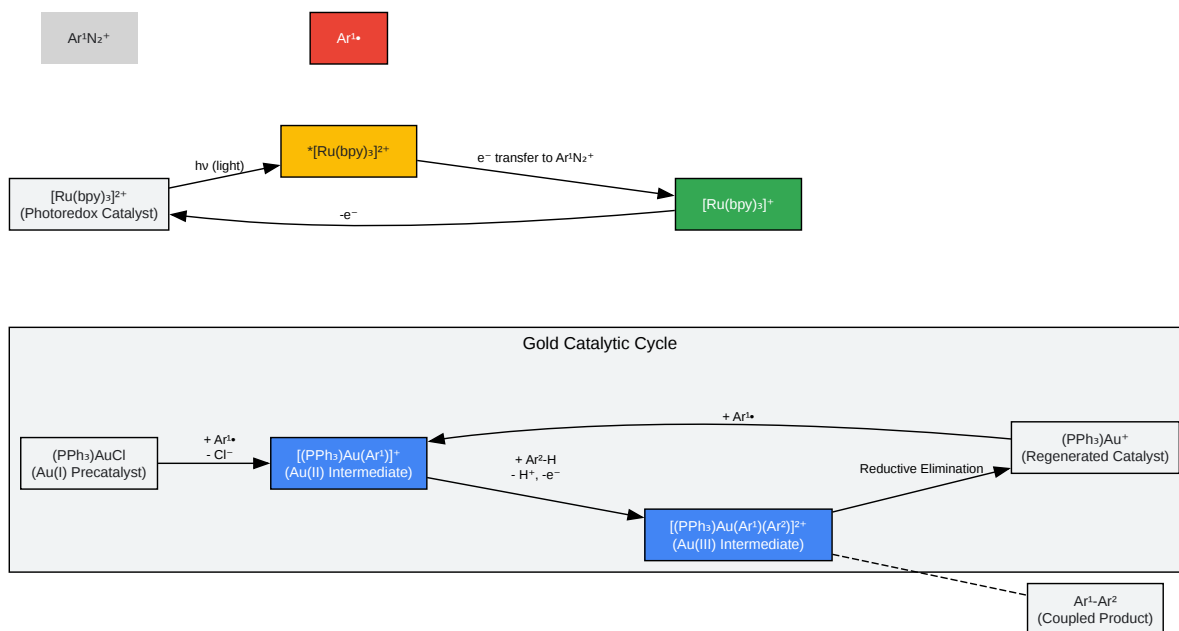 Ar¹N₂⁺
Ar¹•
*[Ru(bpy)₃]²⁺
hν (light)
e⁻ transfer to Ar¹N₂⁺
[Ru(bpy)₃]²⁺
(Photoredox Catalyst)
[Ru(bpy)₃]⁺
-e⁻
Gold Catalytic Cycle
+ Ar¹•
(PPh₃)AuCl
(Au(I) Precatalyst)
+ Ar¹•
- Cl⁻
[(PPh₃)Au(Ar¹)]⁺
(Au(II) Intermediate)
+ Ar²-H
- H⁺, -e⁻
(PPh₃)Au⁺
(Regenerated Catalyst)
Reductive Elimination
[(PPh₃)Au(Ar¹)(Ar²)]²⁺
(Au(III) Intermediate)
Ar¹-Ar²
(Coupled Product)